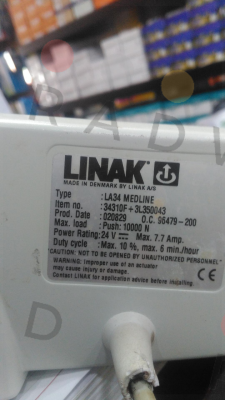 LINAK™
MADE IN DENMARK BY LINAK A/S
Type : LA34 MEDLINE
Item no. : 34310F+3L350043
Prod. Date : 020829 O.C. 56479-200
Max. load : Push: 10000 N
Power Rating: 24 V Max. 7.7 Amp.
Duty cycle : Max. 10 %, max. 6 min./hour
CAUTION: -NOT TO BE OPENED BY UNAUTHORIZED PERSONNEL"
WARNING: Improper use of an actuator
may cause injury or damage.
Contact LINAK for application advice before installing.
CE